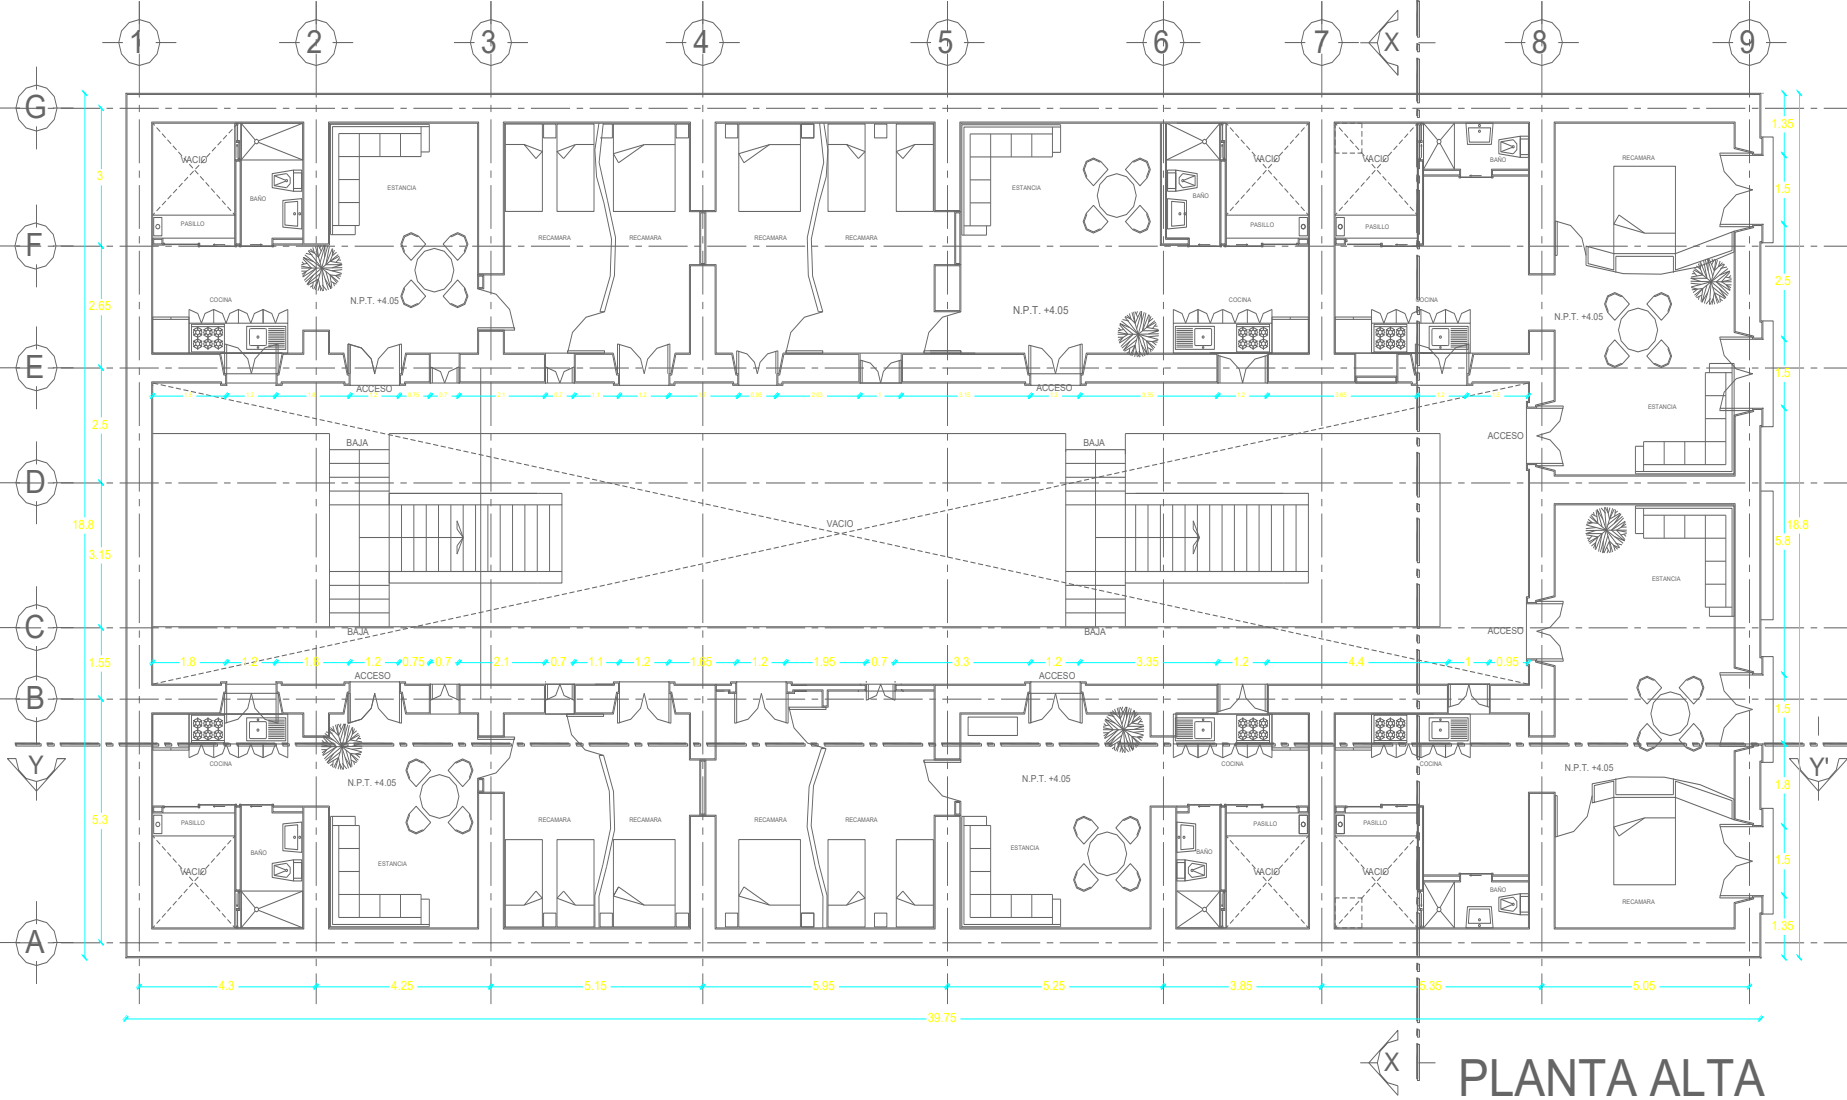 1 2 3 4 5 6 7 X 8 9
G
1.35
VACIO VACIO VACIO BAÑO RECAMARA
3 ESTANCIA ESTANCIA
BAÑO BAÑO 1.5
PASILLO PASILLO PASILLO
F RECAMARA RECAMARA RECAMARA RECAMARA
2.65 COCINA N.P.T. +4.05 N.P.T. +4.05 COCINA COCINA N.P.T. +4.05 2.5
E
ACCESO ACCESO 1.5
ESTANCIA
2.5
BAJA BAJA ACCESO
D
18.8 VACIO 18.8
3.15 5.8
ESTANCIA
C BAJA BAJA ACCESO
1.55 1.8 1.2 1.8 1.2 0.75 0.7 2.1 0.7 1.1 1.2 1.65 1.2 1.95 0.7 3.3 1.2 3.35 1.2 4.4 1 0.95
ACCESO ACCESO
B 1.5
Y COCINA COCINA COCINA N.P.T. +4.05 Y'
N.P.T. +4.05 N.P.T. +4.05 1.8
5.3 PASILLO RECAMARA RECAMARA RECAMARA RECAMARA PASILLO PASILLO
BAÑO ESTANCIA ESTANCIA BAÑO
VACIO VACIO VACIO 1.5
BAÑO RECAMARA
1.35
A
4.3 4.25 5.15 5.95 5.25 3.85 5.35 5.05
39.75
X
PLANTA ALTA